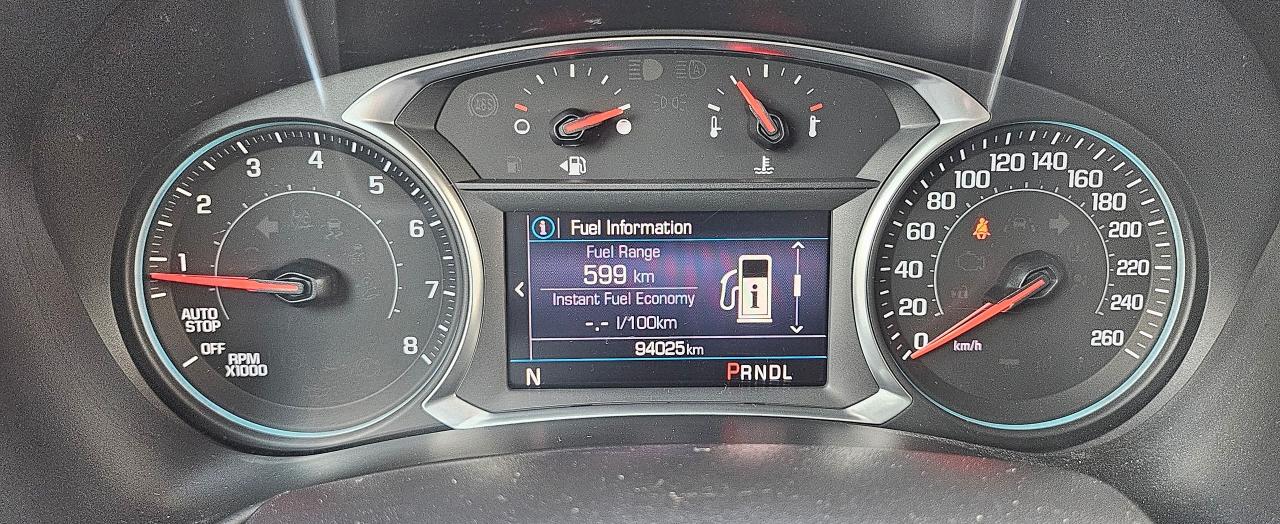 ABS
1
2
3
4
5
6
7
8
AUTO
STOP
OFF
RPM
X1000
i Fuel Information
Fuel Range
599 km
Instant Fuel Economy
-.- l/100km
94025km
N
PRNDL
0
20
40
60
80
100
120
140
160
180
200
220
240
260
km/h